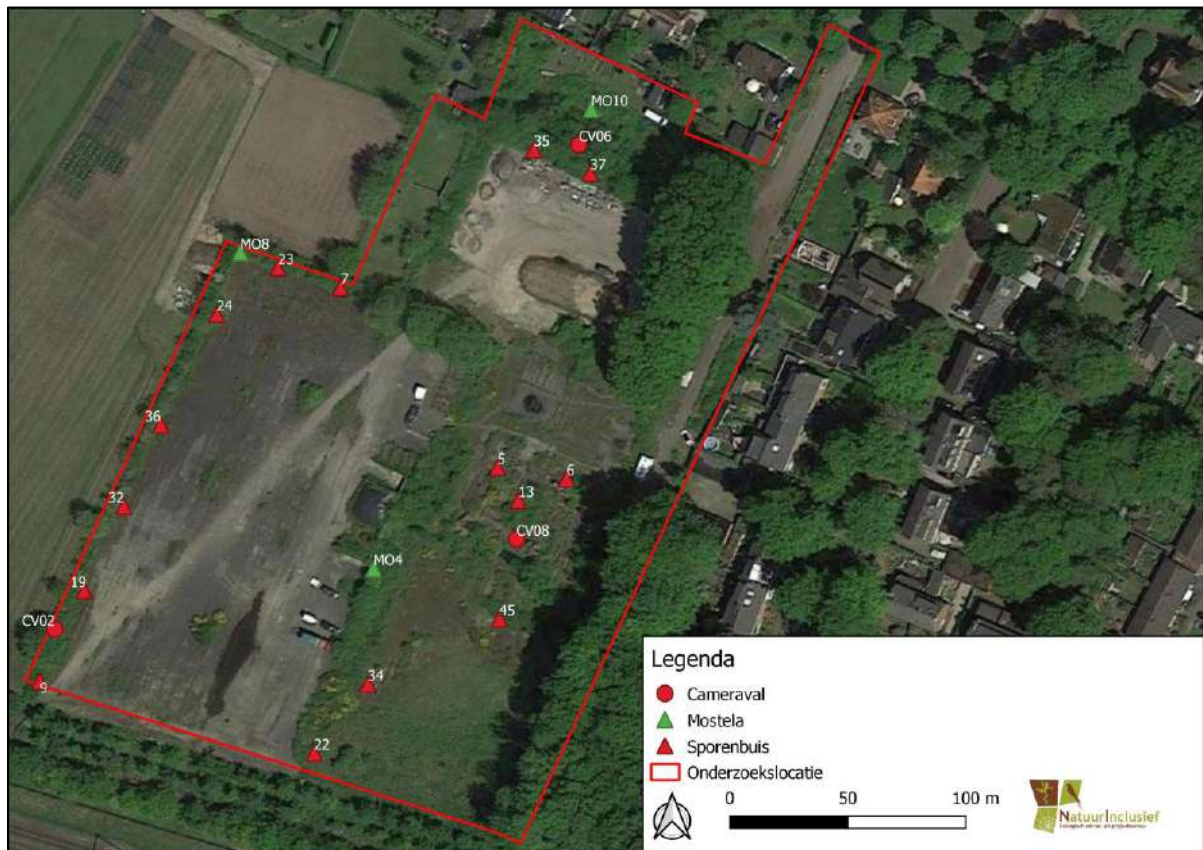 MO10
CV06
35
37
MO8
23
7
24
36
5
6
32
13
CV08
MO4
19
45
CV02
34
9
22
Legenda
Cameraval
Mostela
Sporenbuis
Onderzoekslocatie
0 50 100 m
NatuurInclusief